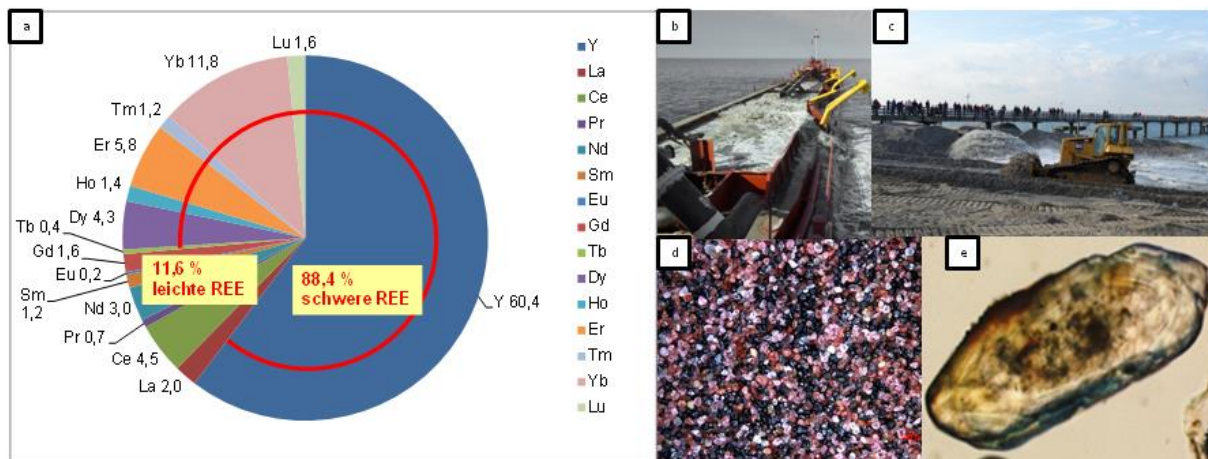 a
Lu 1,6
Yb 11,8
Tm 1,2
Er 5,8
Ho 1,4
Dy 4,3
Tb 0,4
Gd 1,6
Eu 0,2
Sm
1,2
Nd 3,0
Pr 0,7
Ce 4,5
La 2,0
Y 60,4
11,6 %
leichte REE
88,4 %
schwere REE
Y
La
Ce
Pr
Nd
Sm
Eu
Gd
Tb
Dy
Ho
Er
Tm
Yb
Lu
b
c
d
e